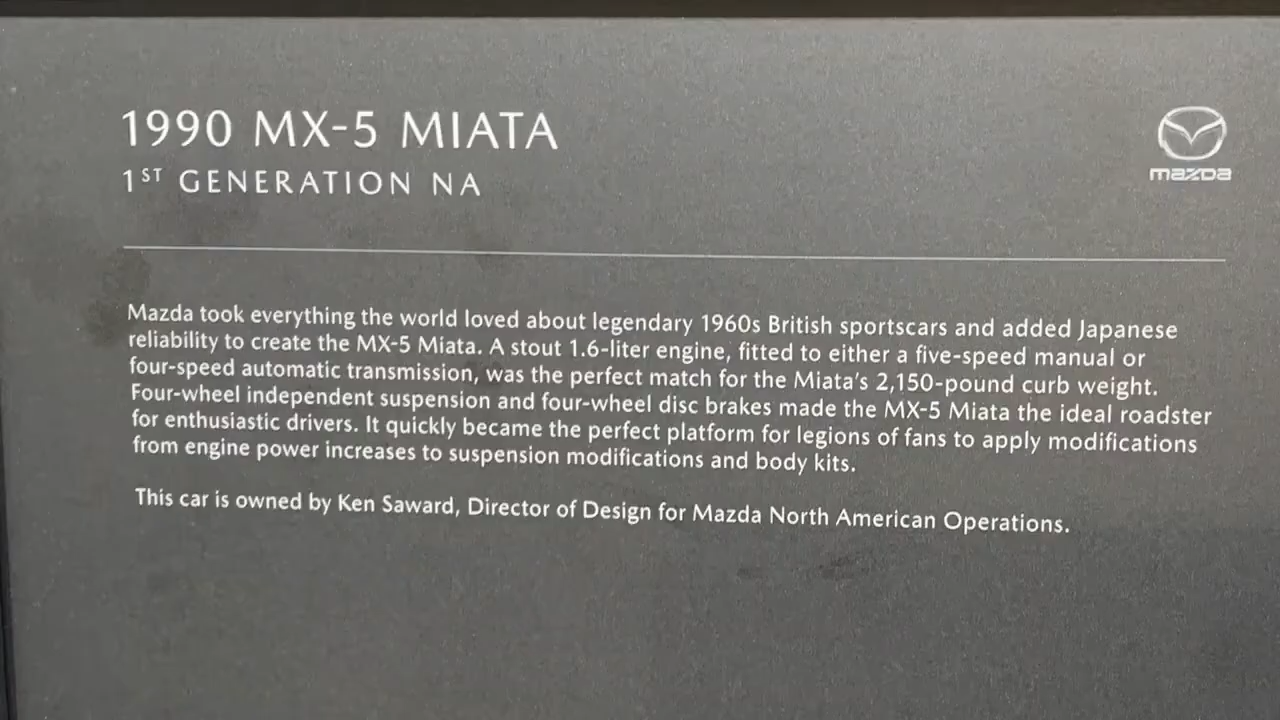 1990 MX-5 MIATA
1ST GENERATION NA
mazda
Mazda took everything the world loved about legendary 1960s British sportscars and added Japanese
reliability to create the MX-5 Miata. A stout 1.6-liter engine, fitted to either a five-speed manual or
four-speed automatic transmission, was the perfect match for the Miata's 2,150-pound curb weight.
Four-wheel independent suspension and four-wheel disc brakes made the MX-5 Miata the ideal roadster
for enthusiastic drivers. It quickly became the perfect platform for legions of fans to apply modifications
from engine power increases to suspension modifications and body kits.
This car is owned by Ken Saward, Director of Design for Mazda North American Operations.